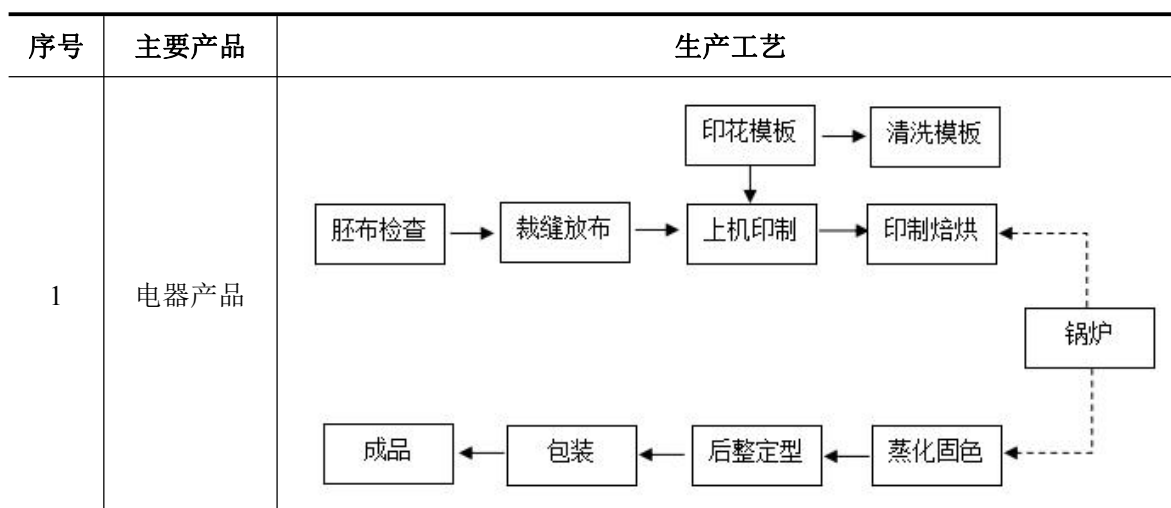 序号 主要产品 生产工艺
印花模板 清洗模板
胚布检查 裁缝放布 上机印制 印制焙烘
1 电器产品
锅炉
成品 包装 后整定型 蒸化固色